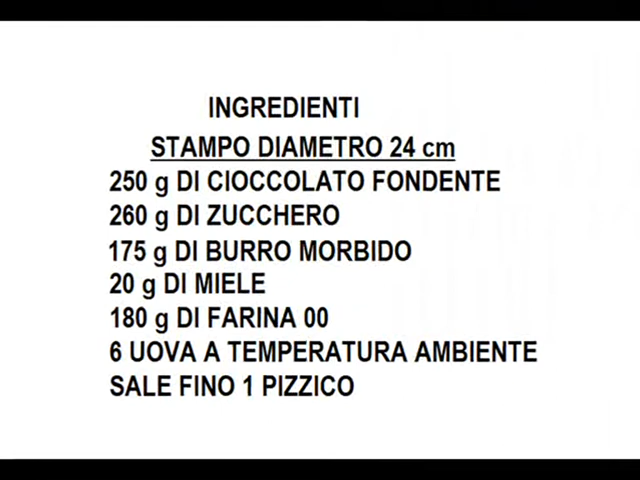 INGREDIENTI
STAMPO DIAMETRO 24 cm
250 g DI CIOCCOLATO FONDENTE
260 g DI ZUCCHERO
175 g DI BURRO MORBIDO
20 g DI MIELE
180 g DI FARINA 00
6 UOVA A TEMPERATURA AMBIENTE
SALE FINO 1 PIZZICO